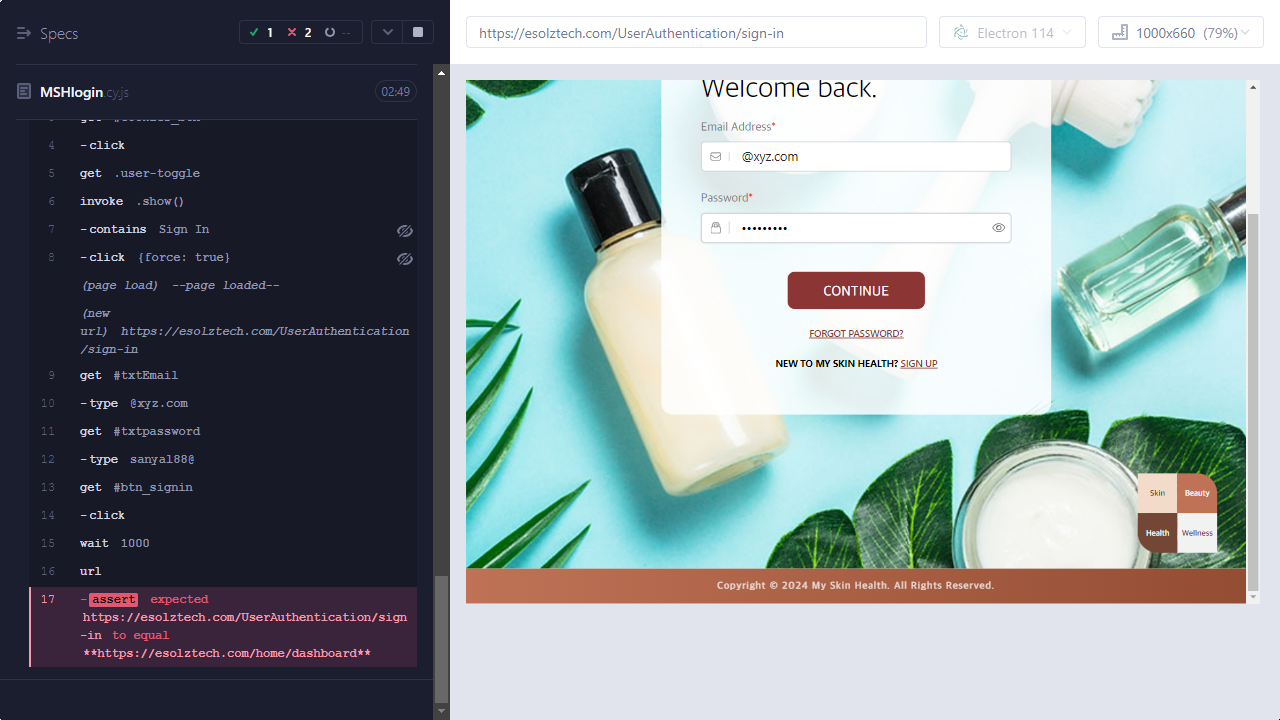 Specs
1
2
--
MSHlogin.cy.js
02:49
4 -click
5 get .user-toggle
6 invoke .show()
7 -contains Sign In
8 -click {force: true}
(page load) --page loaded--
(new
url) https://esolztech.com/UserAuthentication
/sign-in
9 get #txtEmail
10 -type @xyz.com
11 get #txtpassword
12 -type sanyal88@
13 get #btn_signin
14 -click
15 wait 1000
16 url
17 -assert expected
https://esolztech.com/UserAuthentication/sign
-in to equal
**https://esolztech.com/home/dashboard**
https://esolztech.com/UserAuthentication/sign-in
Electron 114
1000x660 (79%)
Welcome back.
Email Address*
@xyz.com
Password*
•••••••••
CONTINUE
FORGOT PASSWORD?
NEW TO MY SKIN HEALTH? SIGN UP
Skin
Beauty
Health
Wellness
Copyright © 2024 My Skin Health. All Rights Reserved.